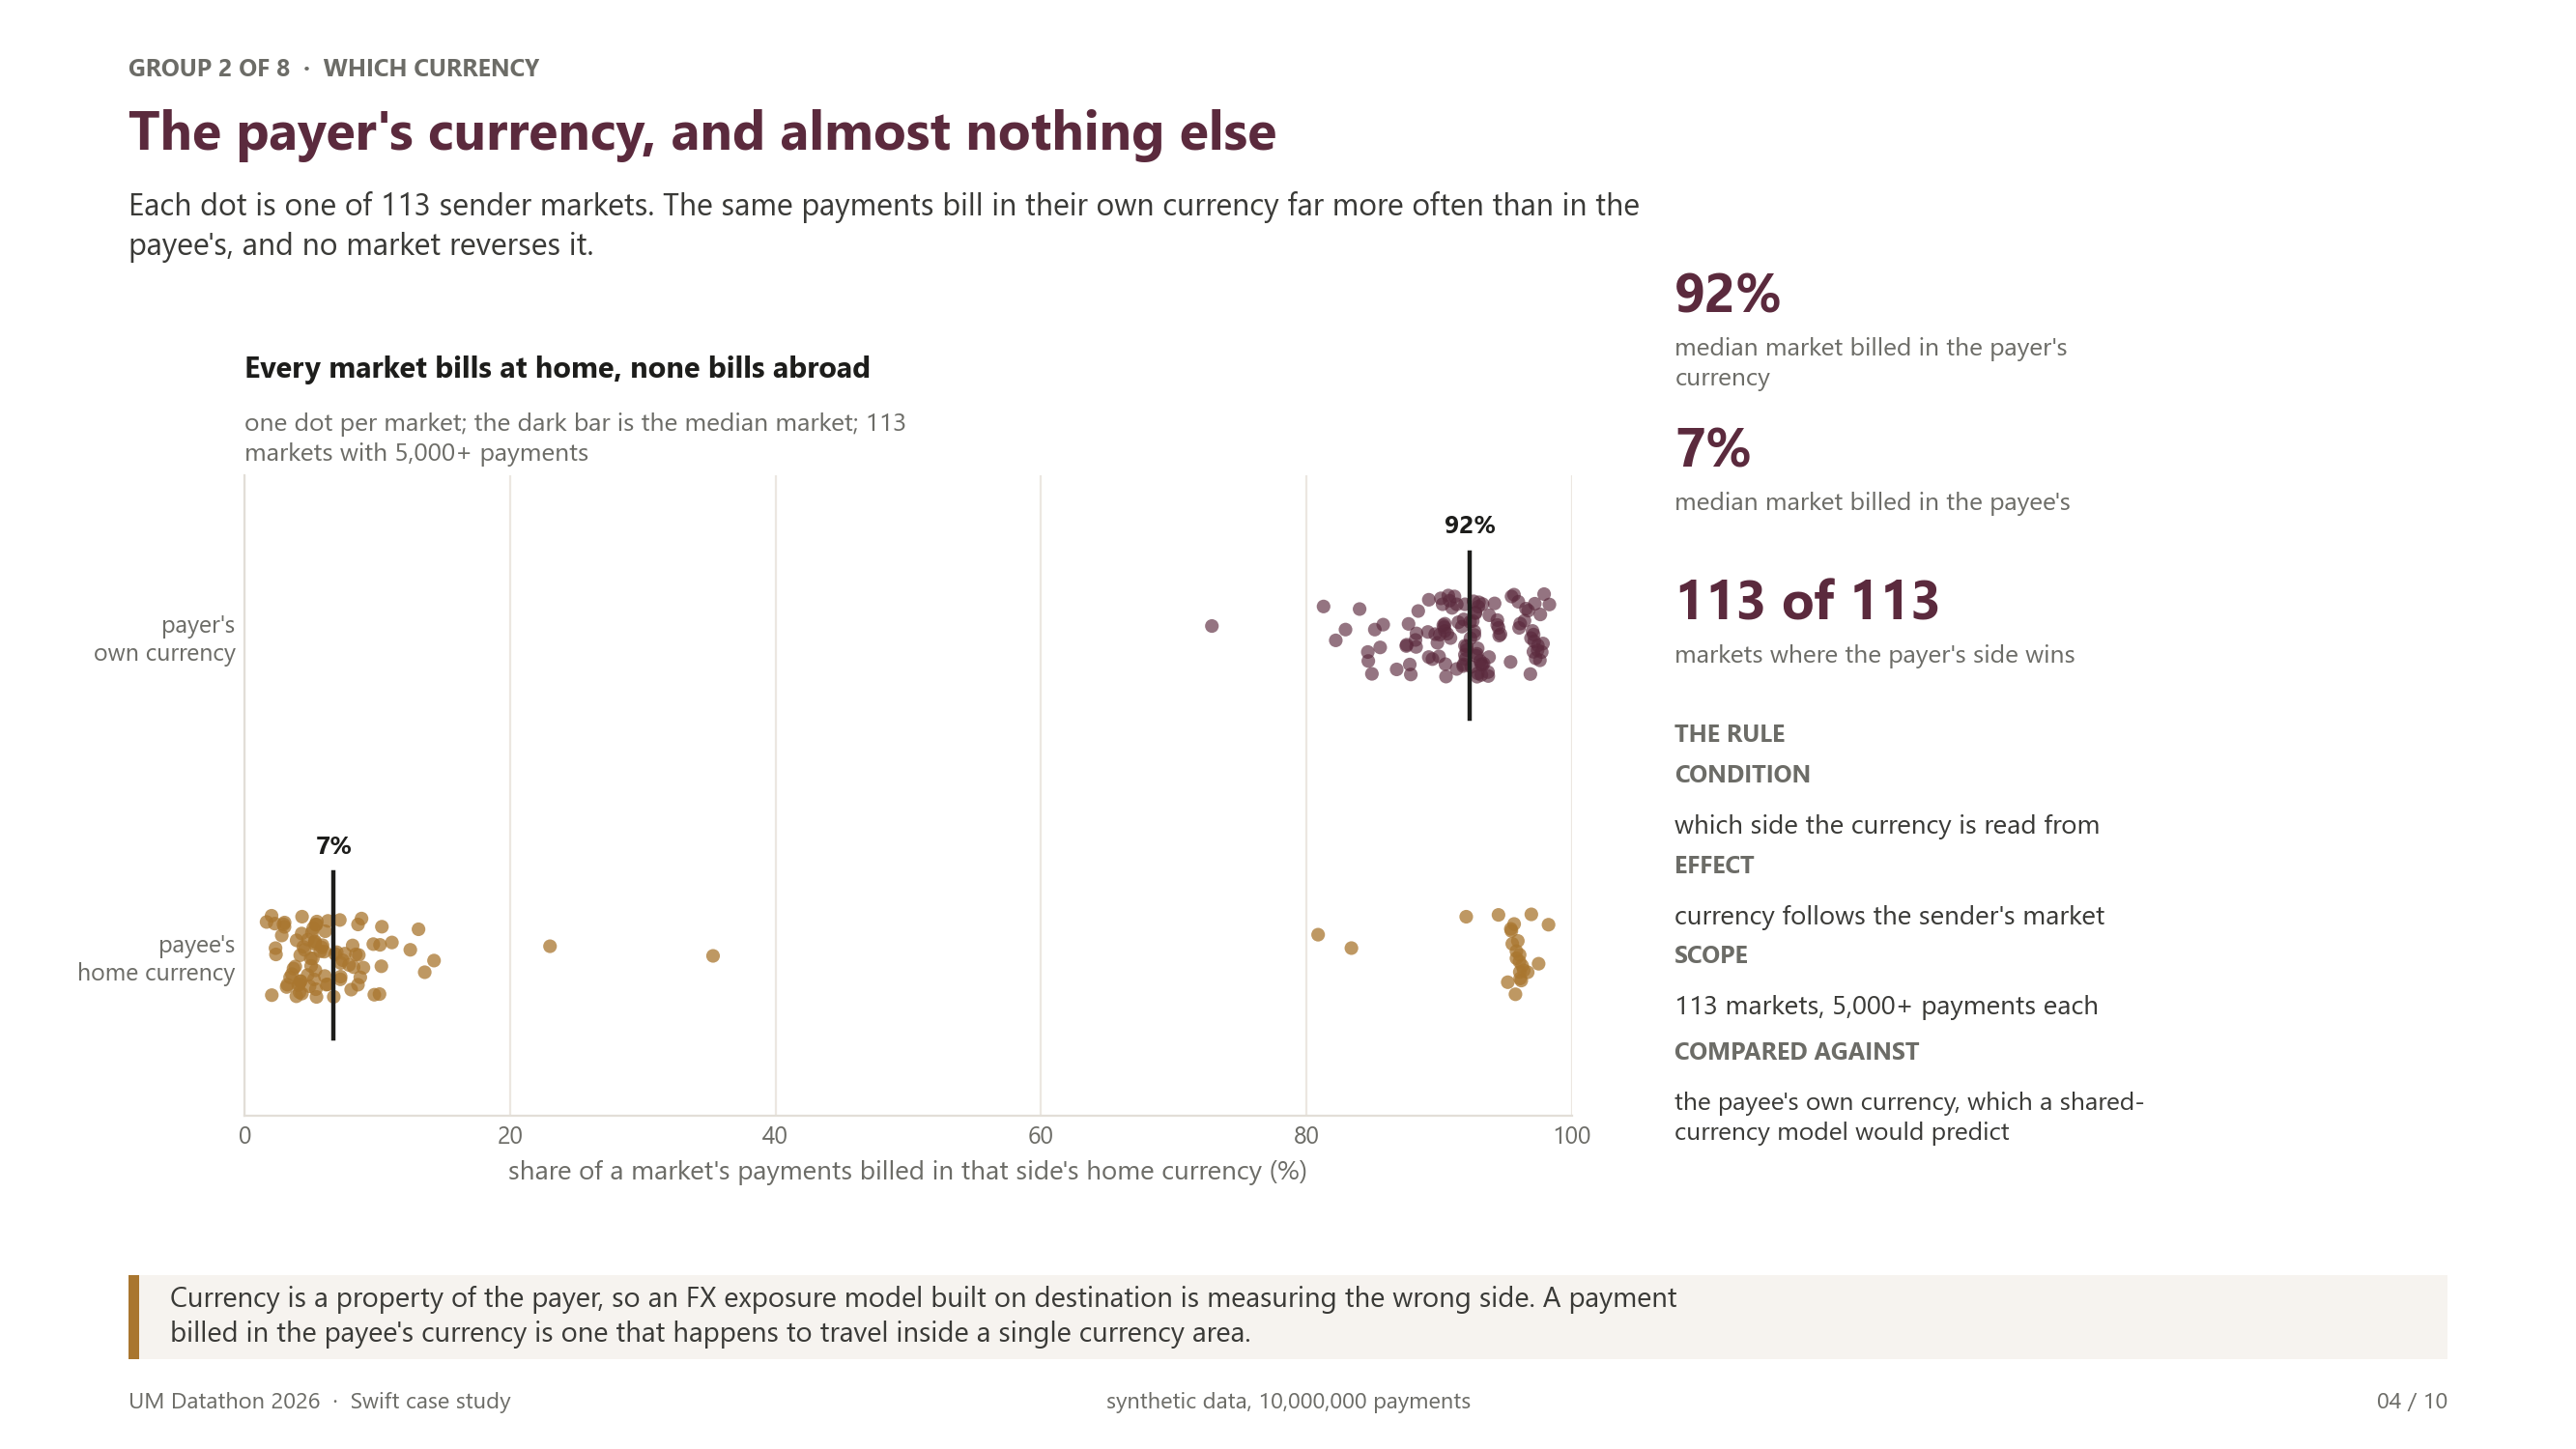 GROUP 2 OF 8 · WHICH CURRENCY
The payer's currency, and almost nothing else
Each dot is one of 113 sender markets. The same payments bill in their own currency far more often than in the
payee's, and no market reverses it.
Every market bills at home, none bills abroad
one dot per market; the dark bar is the median market; 113
markets with 5,000+ payments
92%
payer's
own currency
7%
payee's
home currency
0 20 40 60 80 100
share of a market's payments billed in that side's home currency (%)
92%
median market billed in the payer's
currency
7%
median market billed in the payee's
113 of 113
markets where the payer's side wins
THE RULE
CONDITION
which side the currency is read from
EFFECT
currency follows the sender's market
SCOPE
113 markets, 5,000+ payments each
COMPARED AGAINST
the payee's own currency, which a shared-
currency model would predict
Currency is a property of the payer, so an FX exposure model built on destination is measuring the wrong side. A payment
billed in the payee's currency is one that happens to travel inside a single currency area.
UM Datathon 2026 · Swift case study
synthetic data, 10,000,000 payments
04 / 10